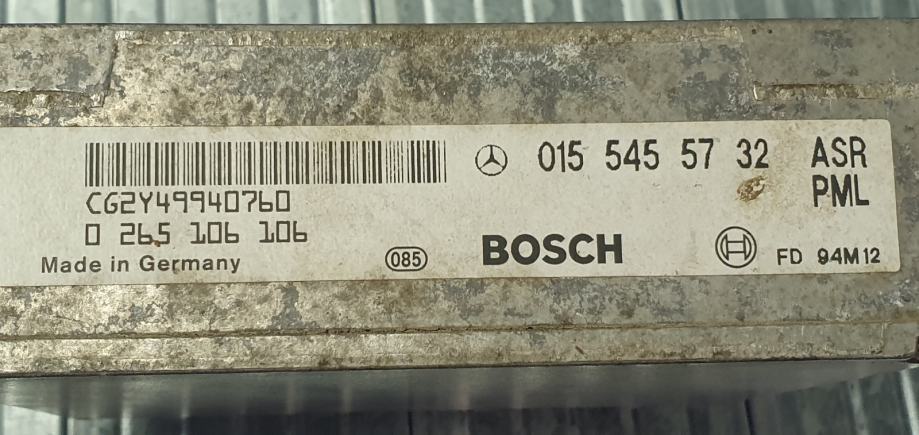 015 545 57 32 ASR
PML
CG2Y49940760
0 265 106 106
Made in Germany
085
BOSCH
FD 94M12